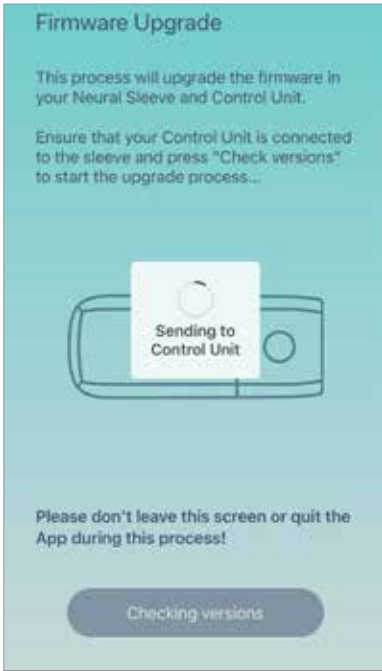 Firmware Upgrade
This process will upgrade the firmware in
your Neural Sleeve and Control Unit.
Ensure that your Control Unit is connected
to the sleeve and press "Check versions"
to start the upgrade process...
Sending to
Control Unit
Please don't leave this screen or quit the
App during this process!
Checking versions